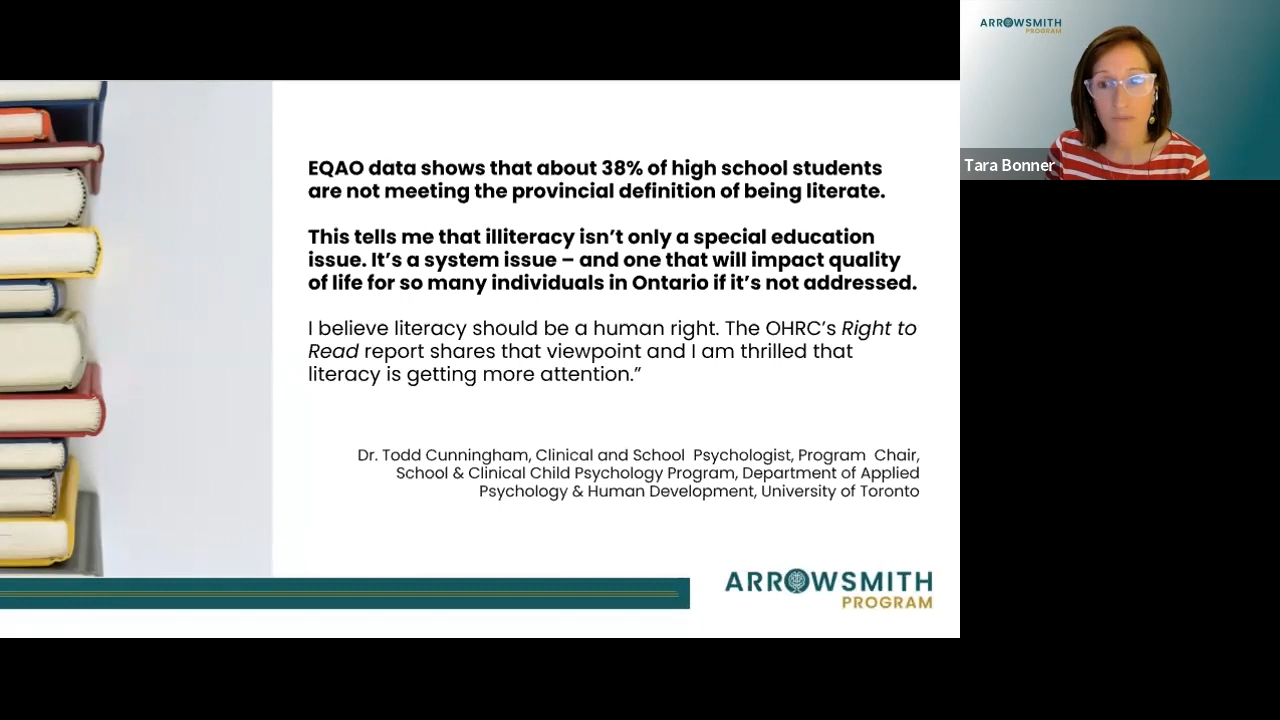 EQAO data shows that about 38% of high school students
are not meeting the provincial definition of being literate.
This tells me that illiteracy isn’t only a special education
issue. It’s a system issue – and one that will impact quality
of life for so many individuals in Ontario if it’s not addressed.
I believe literacy should be a human right. The OHRC’s Right to
Read report shares that viewpoint and I am thrilled that
literacy is getting more attention.”
Dr. Todd Cunningham, Clinical and School Psychologist, Program Chair,
School & Clinical Child Psychology Program, Department of Applied
Psychology & Human Development, University of Toronto
ARROWSMITH
PROGRAM
ARROWSMITH
PROGRAM
Tara Bonner